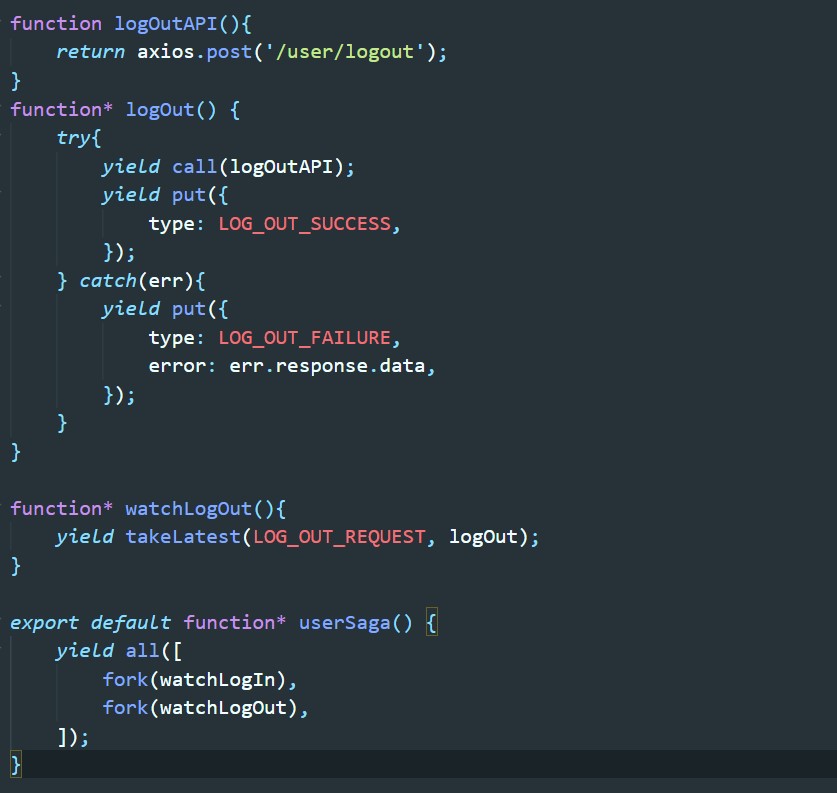 function logOutAPI(){
    return axios.post('/user/logout');
}
function* logOut() {
    try{
        yield call(logOutAPI);
        yield put({
            type: LOG_OUT_SUCCESS,
        });
    } catch(err){
        yield put({
            type: LOG_OUT_FAILURE,
            error: err.response.data,
        });
    }
}

function* watchLogOut(){
    yield takeLatest(LOG_OUT_REQUEST, logOut);
}

export default function* userSaga() {
    yield all([
        fork(watchLogIn),
        fork(watchLogOut),
    ]);
}